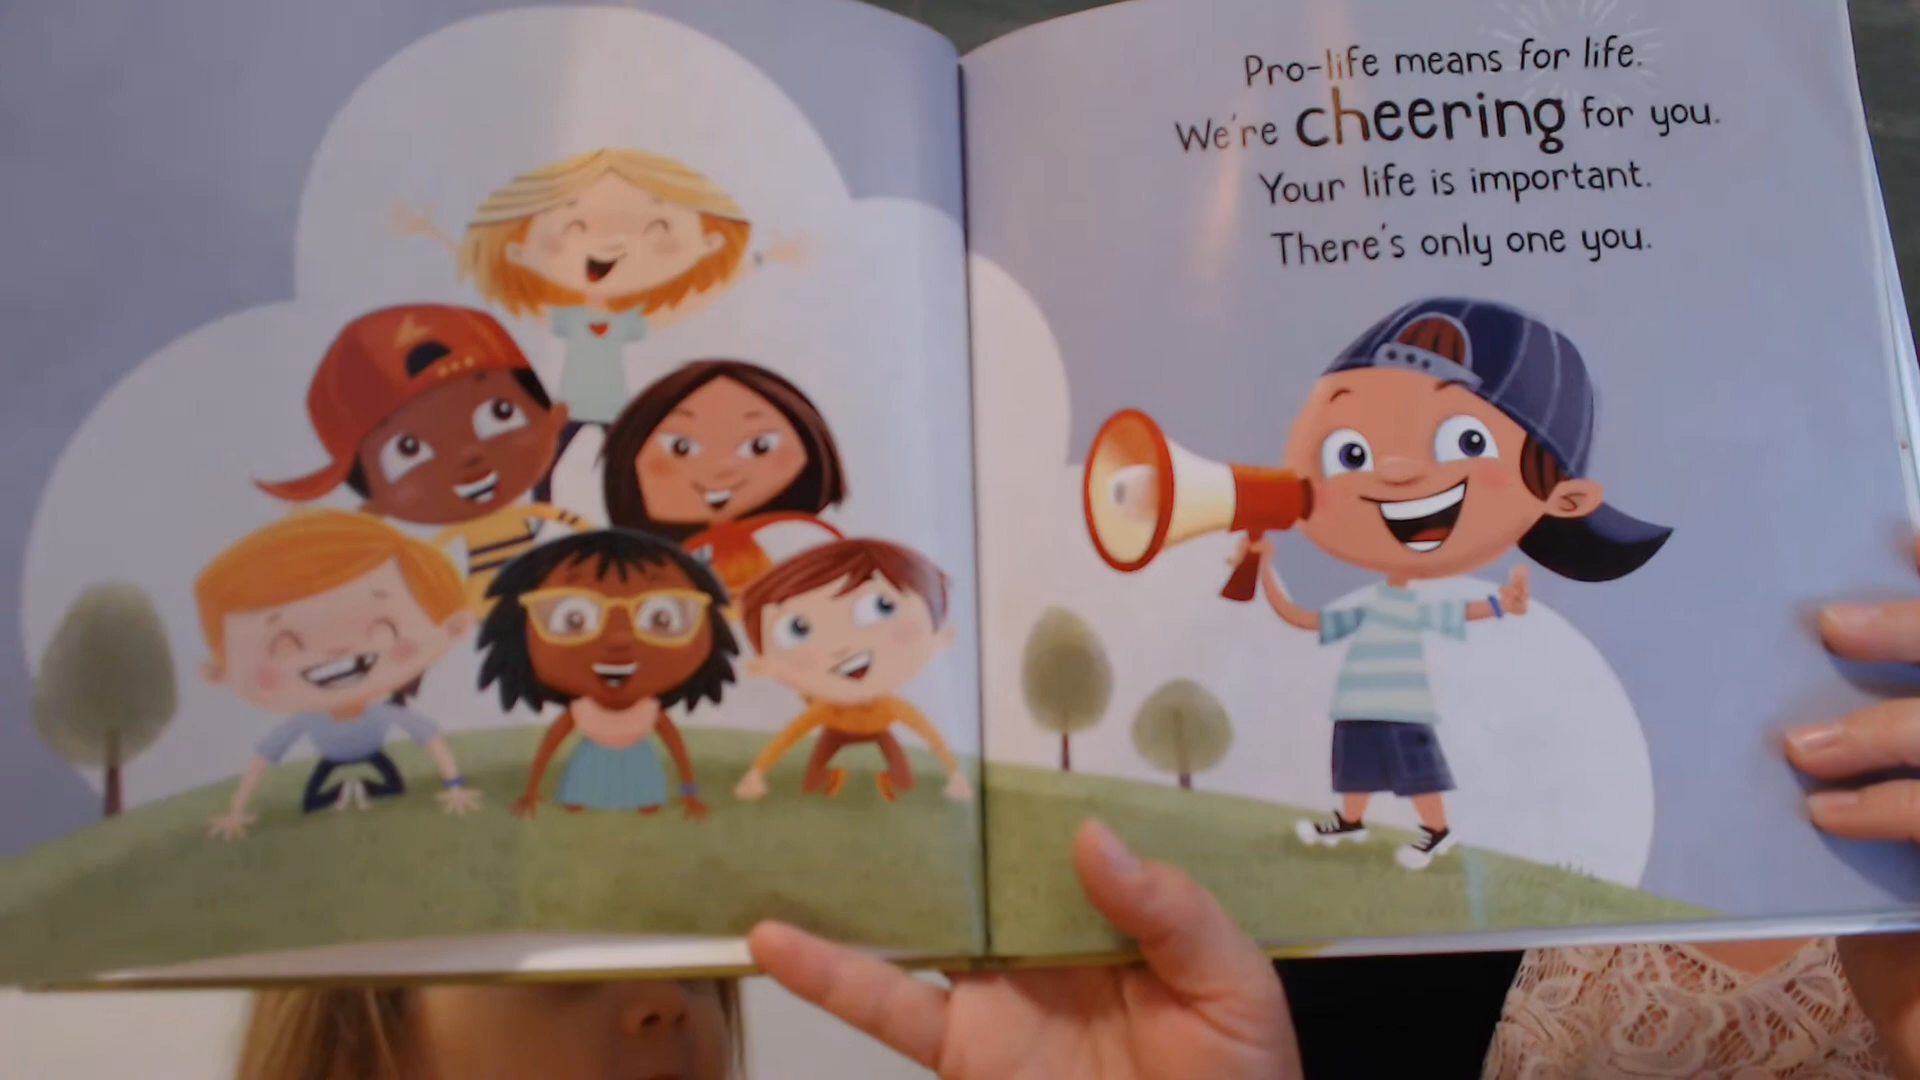 Pro-life means for life.
We're cheering for you.
Your life is important.
There's only one you.